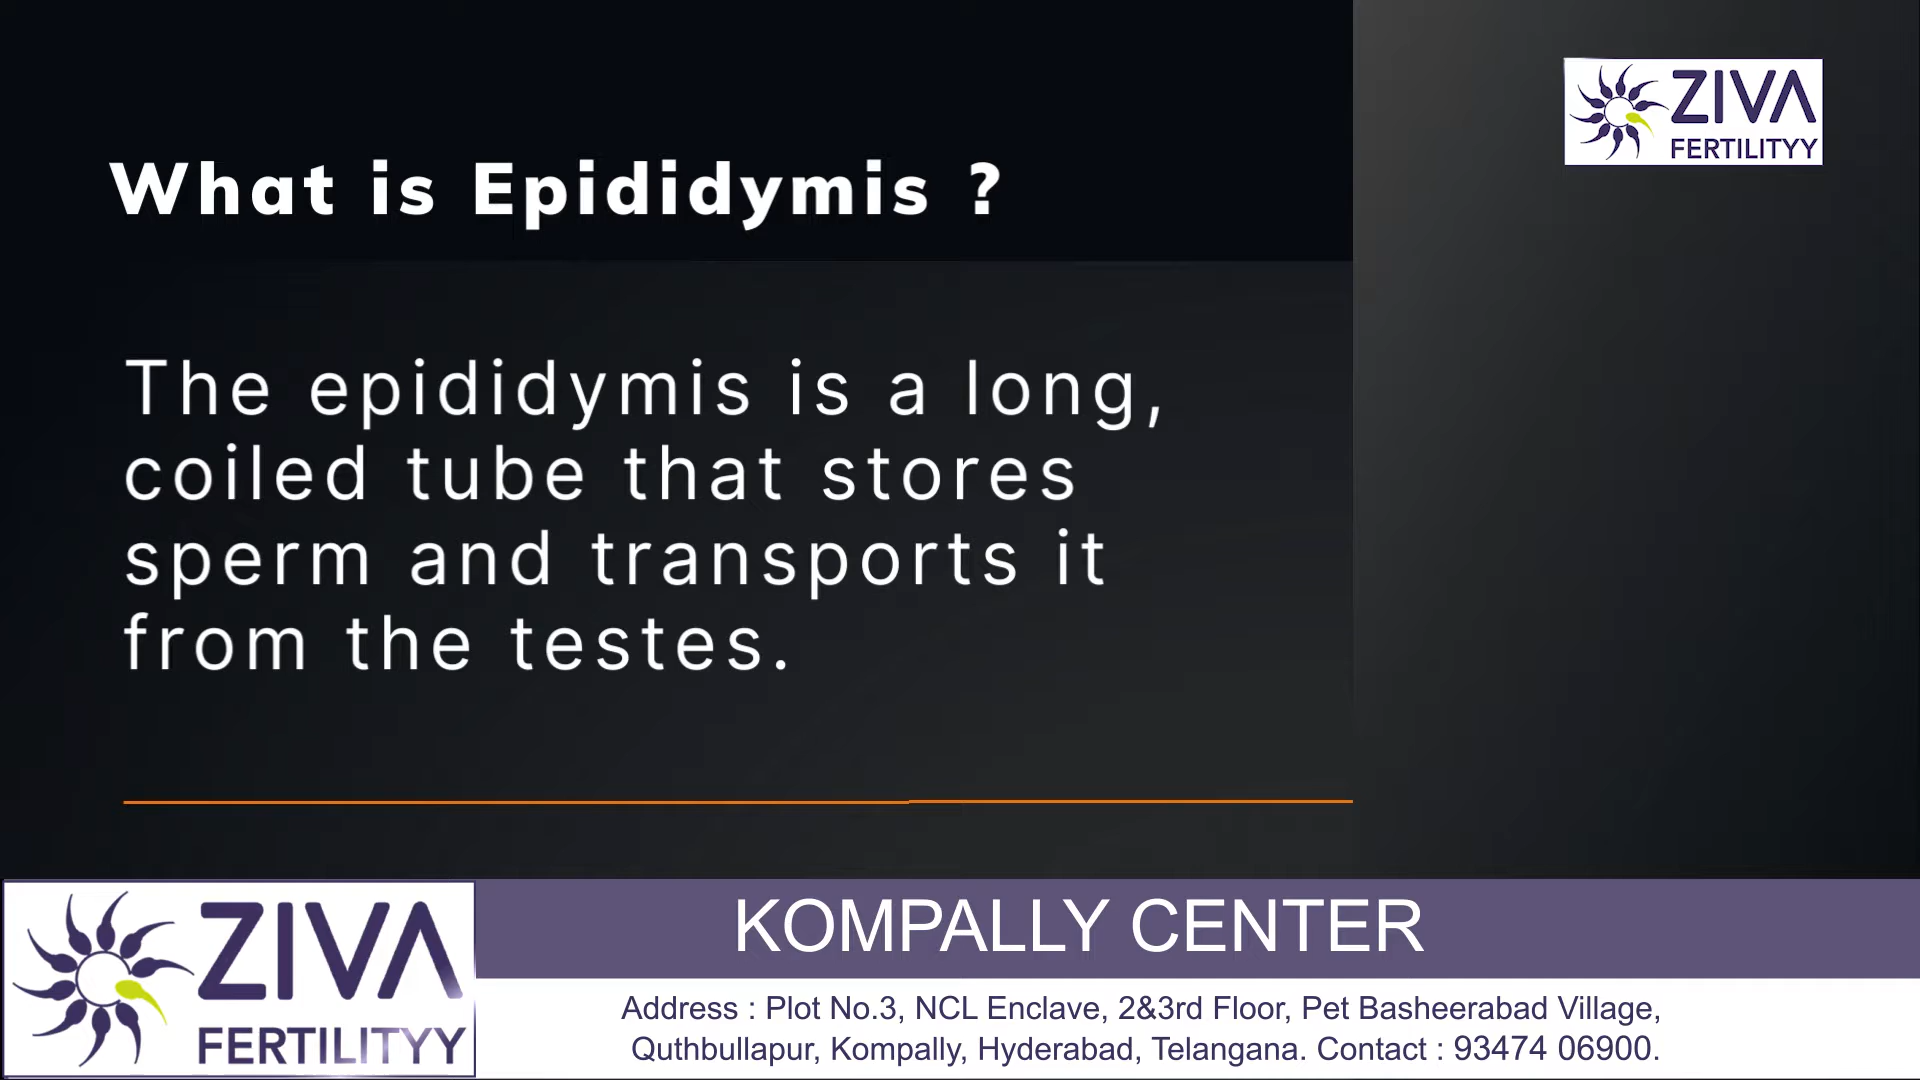 ZIVA
FERTILITYY
What is Epididymis ?
The epididymis is a long,
coiled tube that stores
sperm and transports it
from the testes.
ZIVA
FERTILITYY
KOMPALLY CENTER
Address : Plot No.3, NCL Enclave, 2&3rd Floor, Pet Basheerabad Village,
Quthbullapur, Kompally, Hyderabad, Telangana. Contact : 93474 06900.